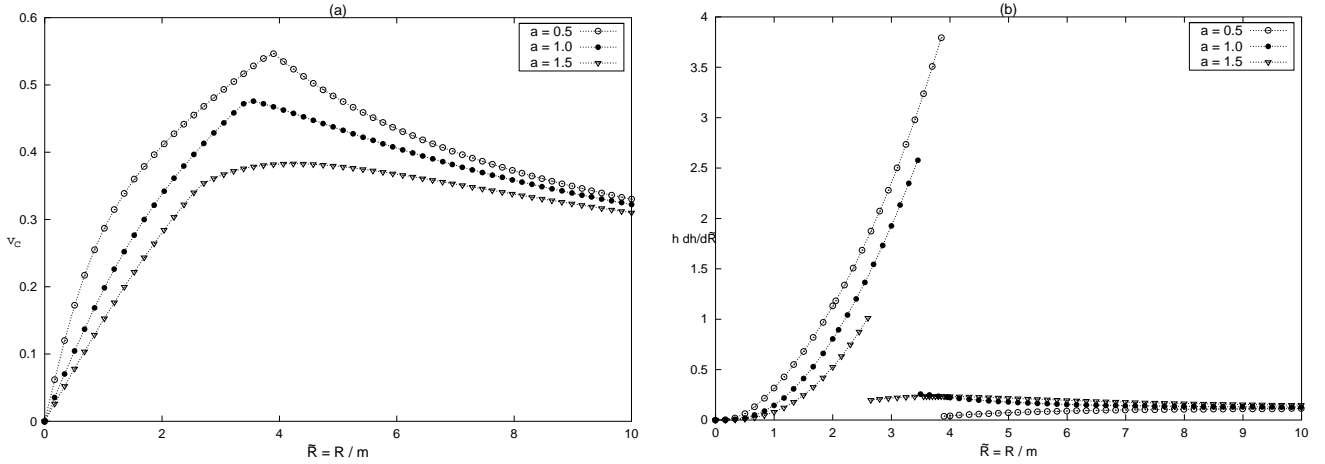 (a)
0.6
0.5
0.4
0.3
0.2
0.1
0
v_C
0 2 4 6 8 10
R̃ = R / m
a = 0.5
a = 1.0
a = 1.5
(b)
4
3.5
3
2.5
2
1.5
1
0.5
0
h dh/dR̃
0 1 2 3 4 5 6 7 8 9 10
R̃ = R / m
a = 0.5
a = 1.0
a = 1.5